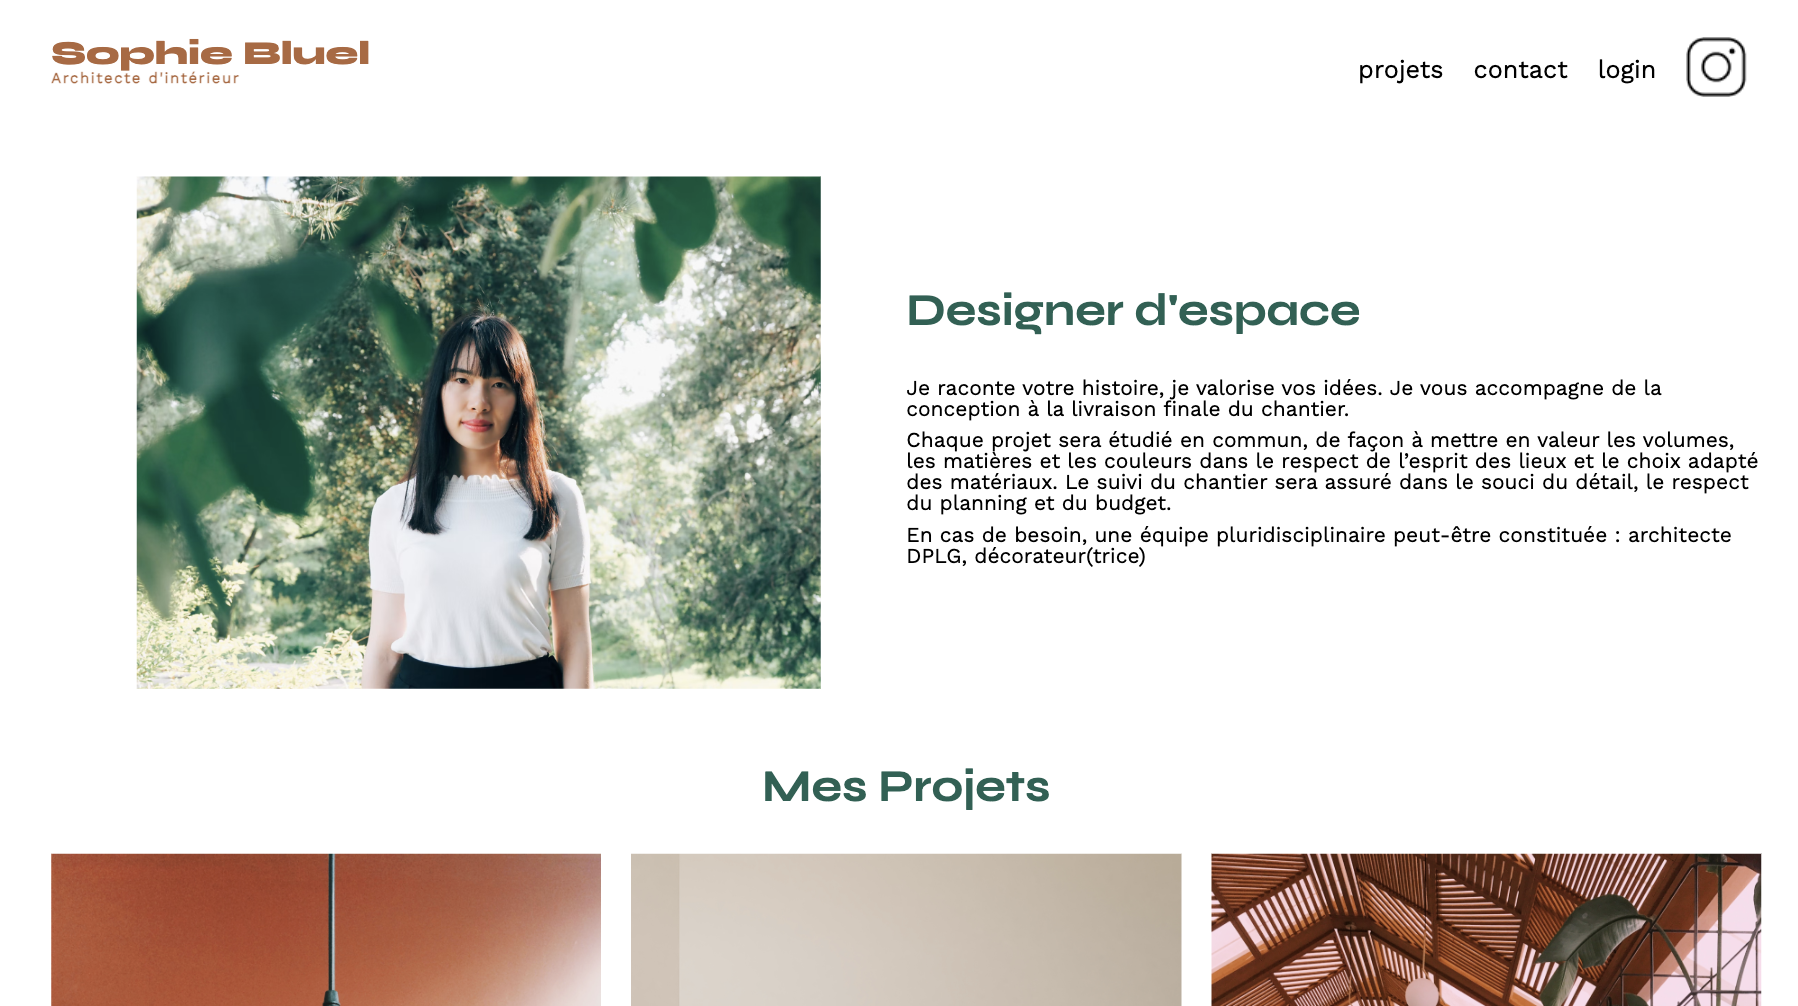 Sophie Bluel
Architecte d'intérieur
projets contact login
Designer d'espace
Je raconte votre histoire, je valorise vos idées. Je vous accompagne de la
conception à la livraison finale du chantier.
Chaque projet sera étudié en commun, de façon à mettre en valeur les volumes,
les matières et les couleurs dans le respect de l’esprit des lieux et le choix adapté
des matériaux. Le suivi du chantier sera assuré dans le souci du détail, le respect
du planning et du budget.
En cas de besoin, une équipe pluridisciplinaire peut-être constituée : architecte
DPLG, décorateur(trice)
Mes Projets